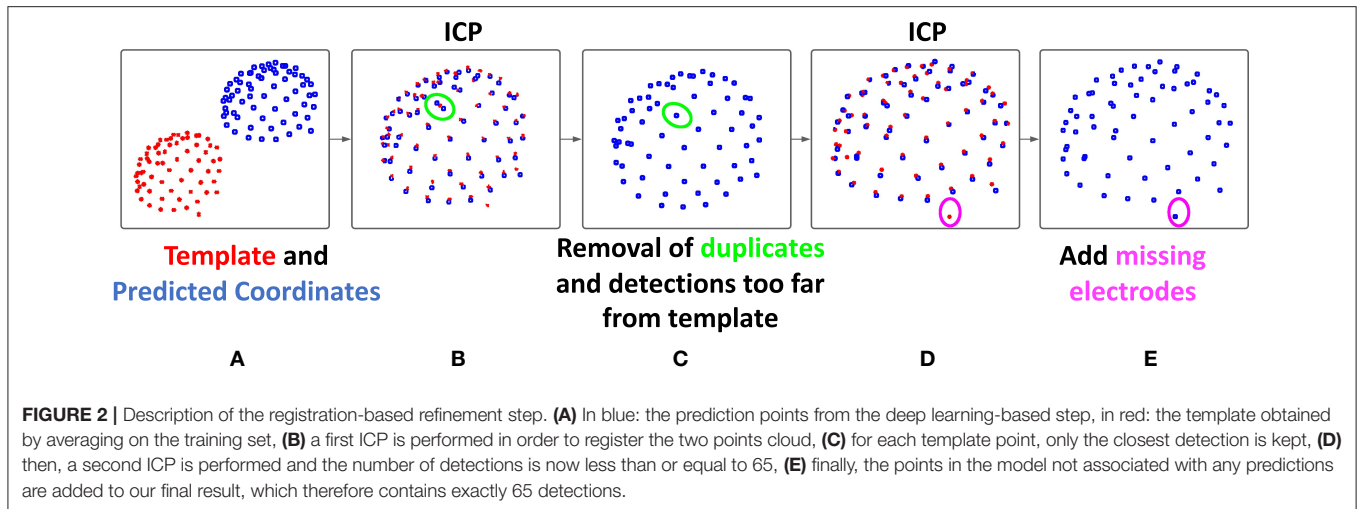 ICP
ICP
Template and
Predicted Coordinates
Removal of duplicates
and detections too far
from template
Add missing
electrodes
A
B
C
D
E
FIGURE 2 | Description of the registration-based refinement step. (A) In blue: the prediction points from the deep learning-based step, in red: the template obtained
by averaging on the training set, (B) a first ICP is performed in order to register the two points cloud, (C) for each template point, only the closest detection is kept, (D)
then, a second ICP is performed and the number of detections is now less than or equal to 65, (E) finally, the points in the model not associated with any predictions
are added to our final result, which therefore contains exactly 65 detections.